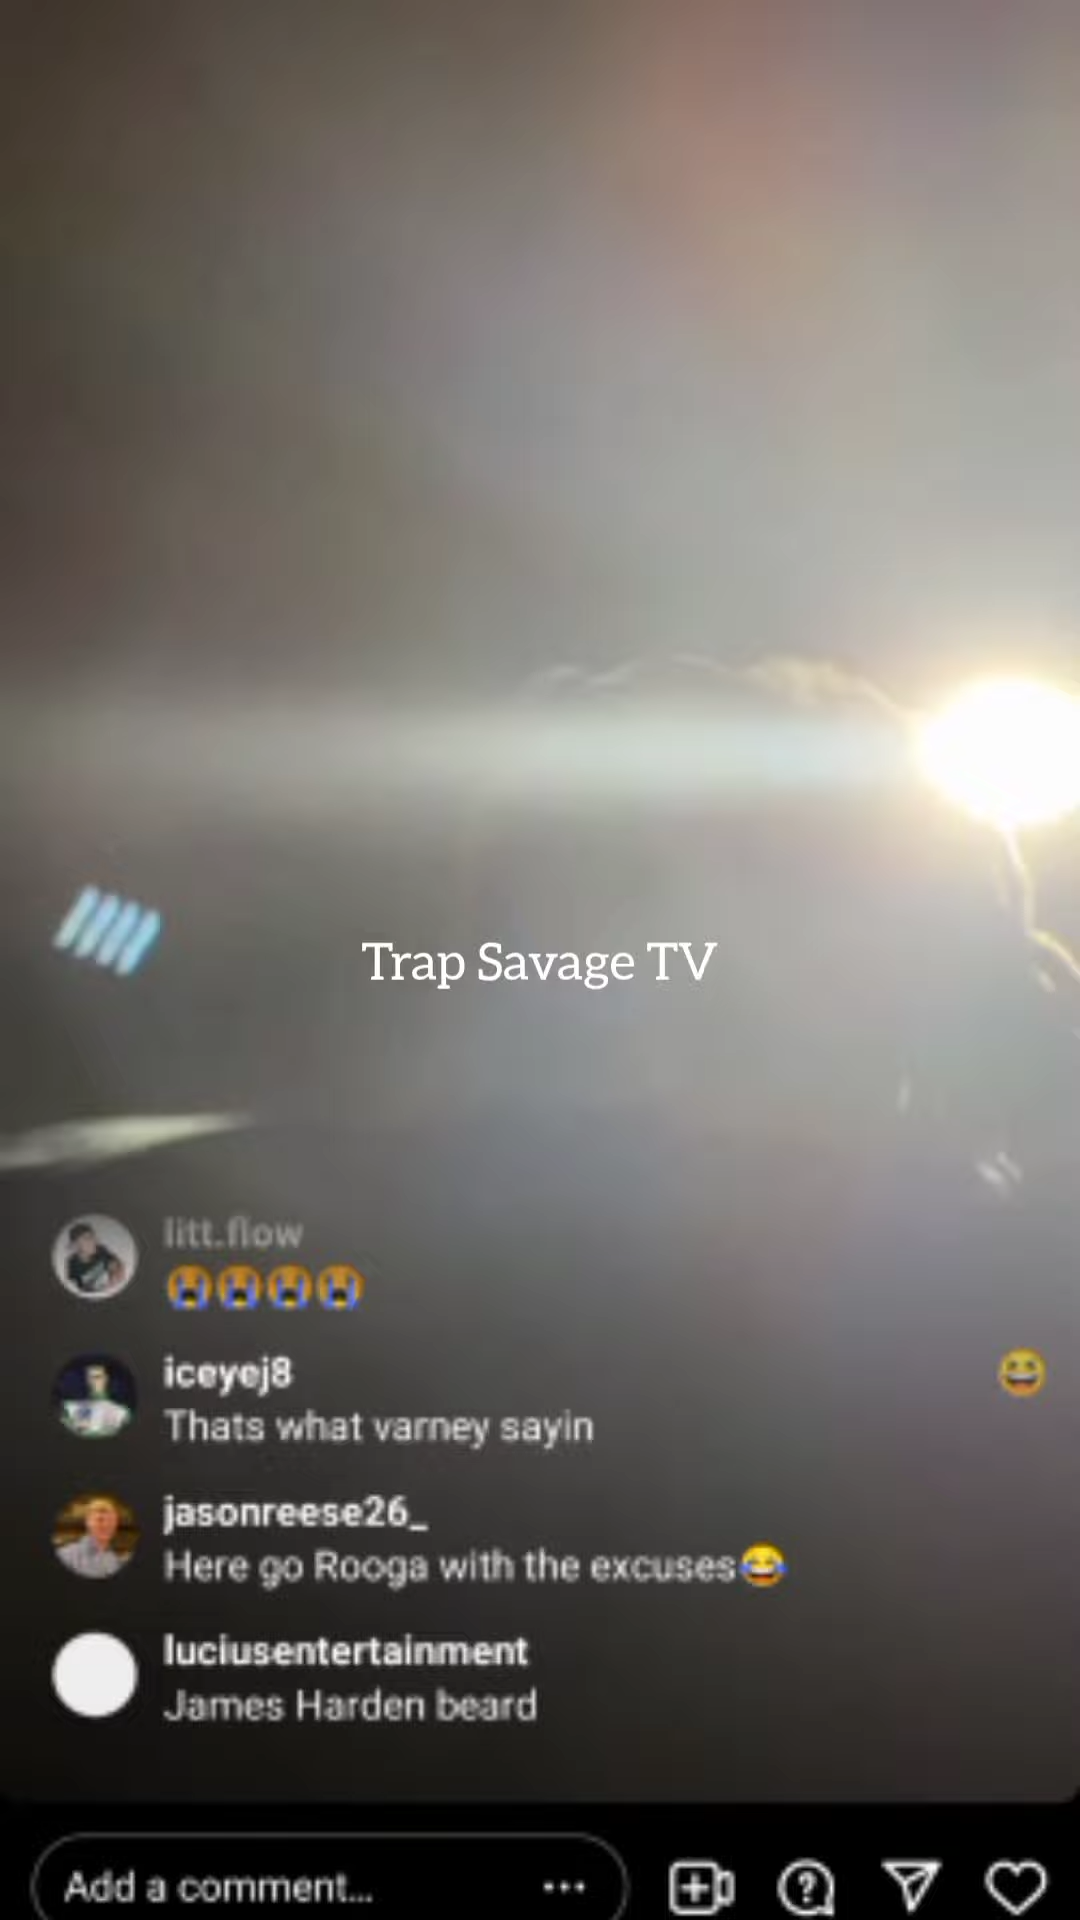 Trap Savage TV
litt.flow
😭😭😭😭
iceyej8
Thats what varney sayin
jasonreese26_
Here go Rooga with the excuses😂
luciusentertainment
James Harden beard
Add a comment...